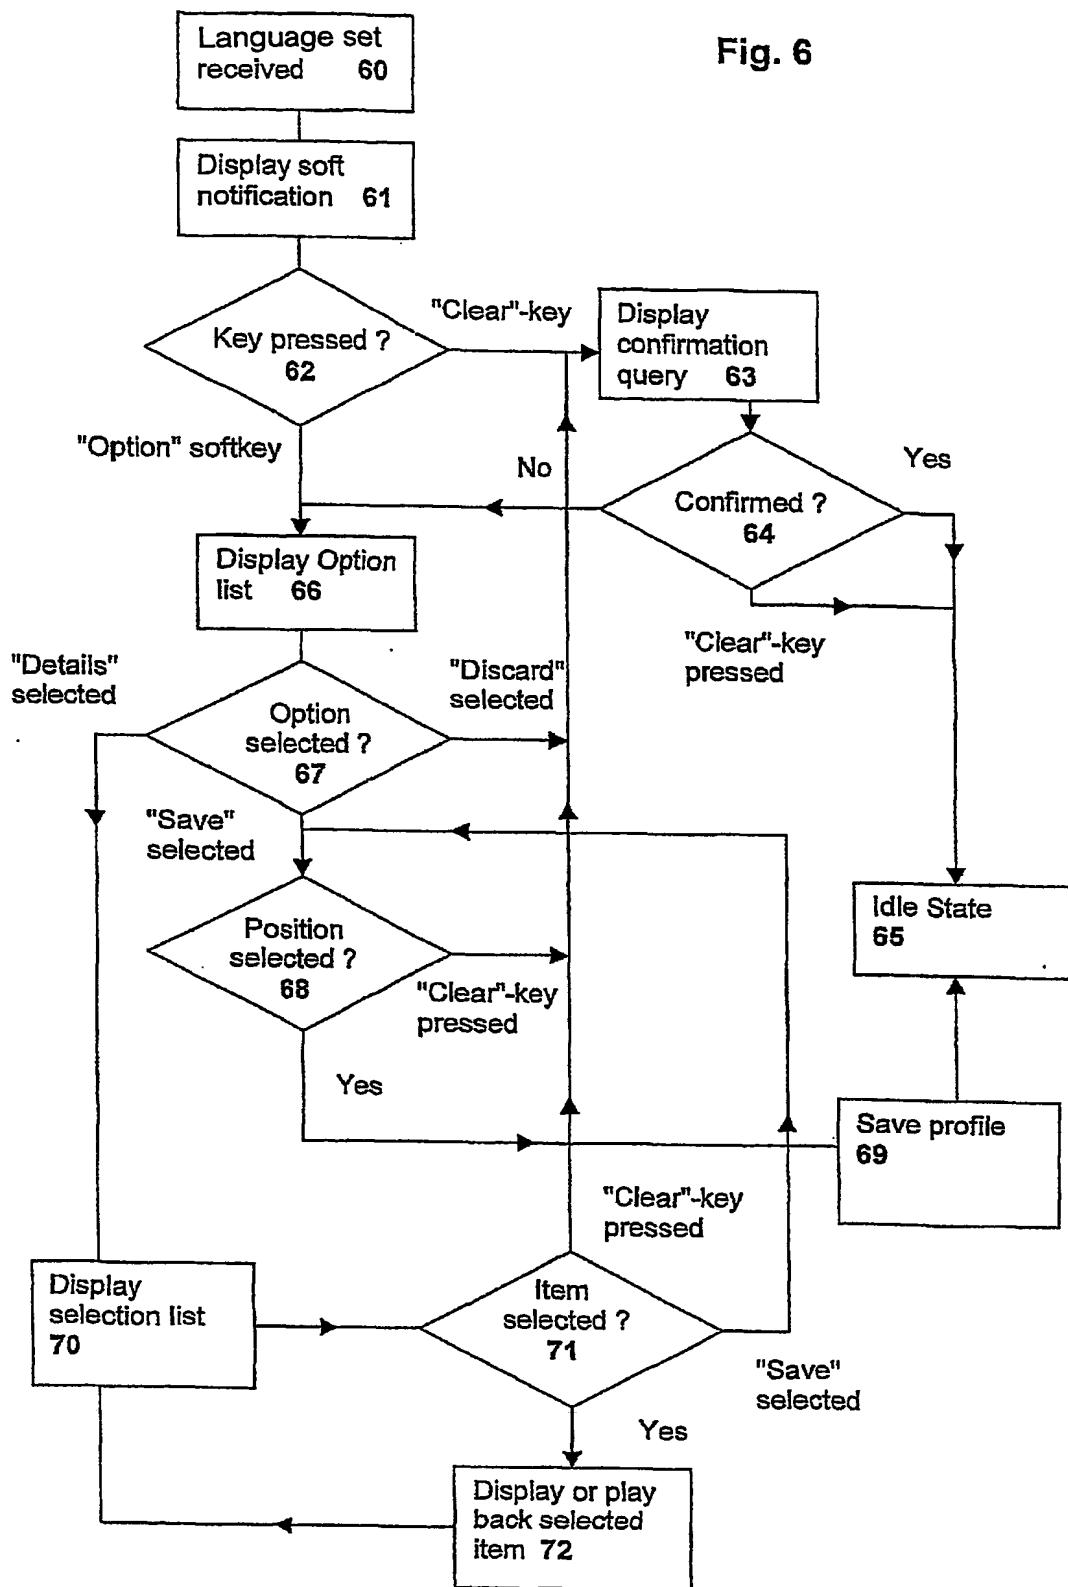 Fig. 6
Language set
received 60
Display soft
notification 61
Key pressed ?
62
"Clear"-key
Display
confirmation
query 63
"Option" softkey
No
Yes
Confirmed ?
64
Display Option
list 66
"Clear"-key
pressed
"Details"
selected
"Discard"
selected
Option
selected ?
67
"Save"
selected
Position
selected ?
68
"Clear"-key
pressed
Idle State
65
Yes
Save profile
69
"Clear"-key
pressed
Display
selection list
70
Item
selected ?
71
"Save"
selected
Yes
Display or play
back selected
item 72